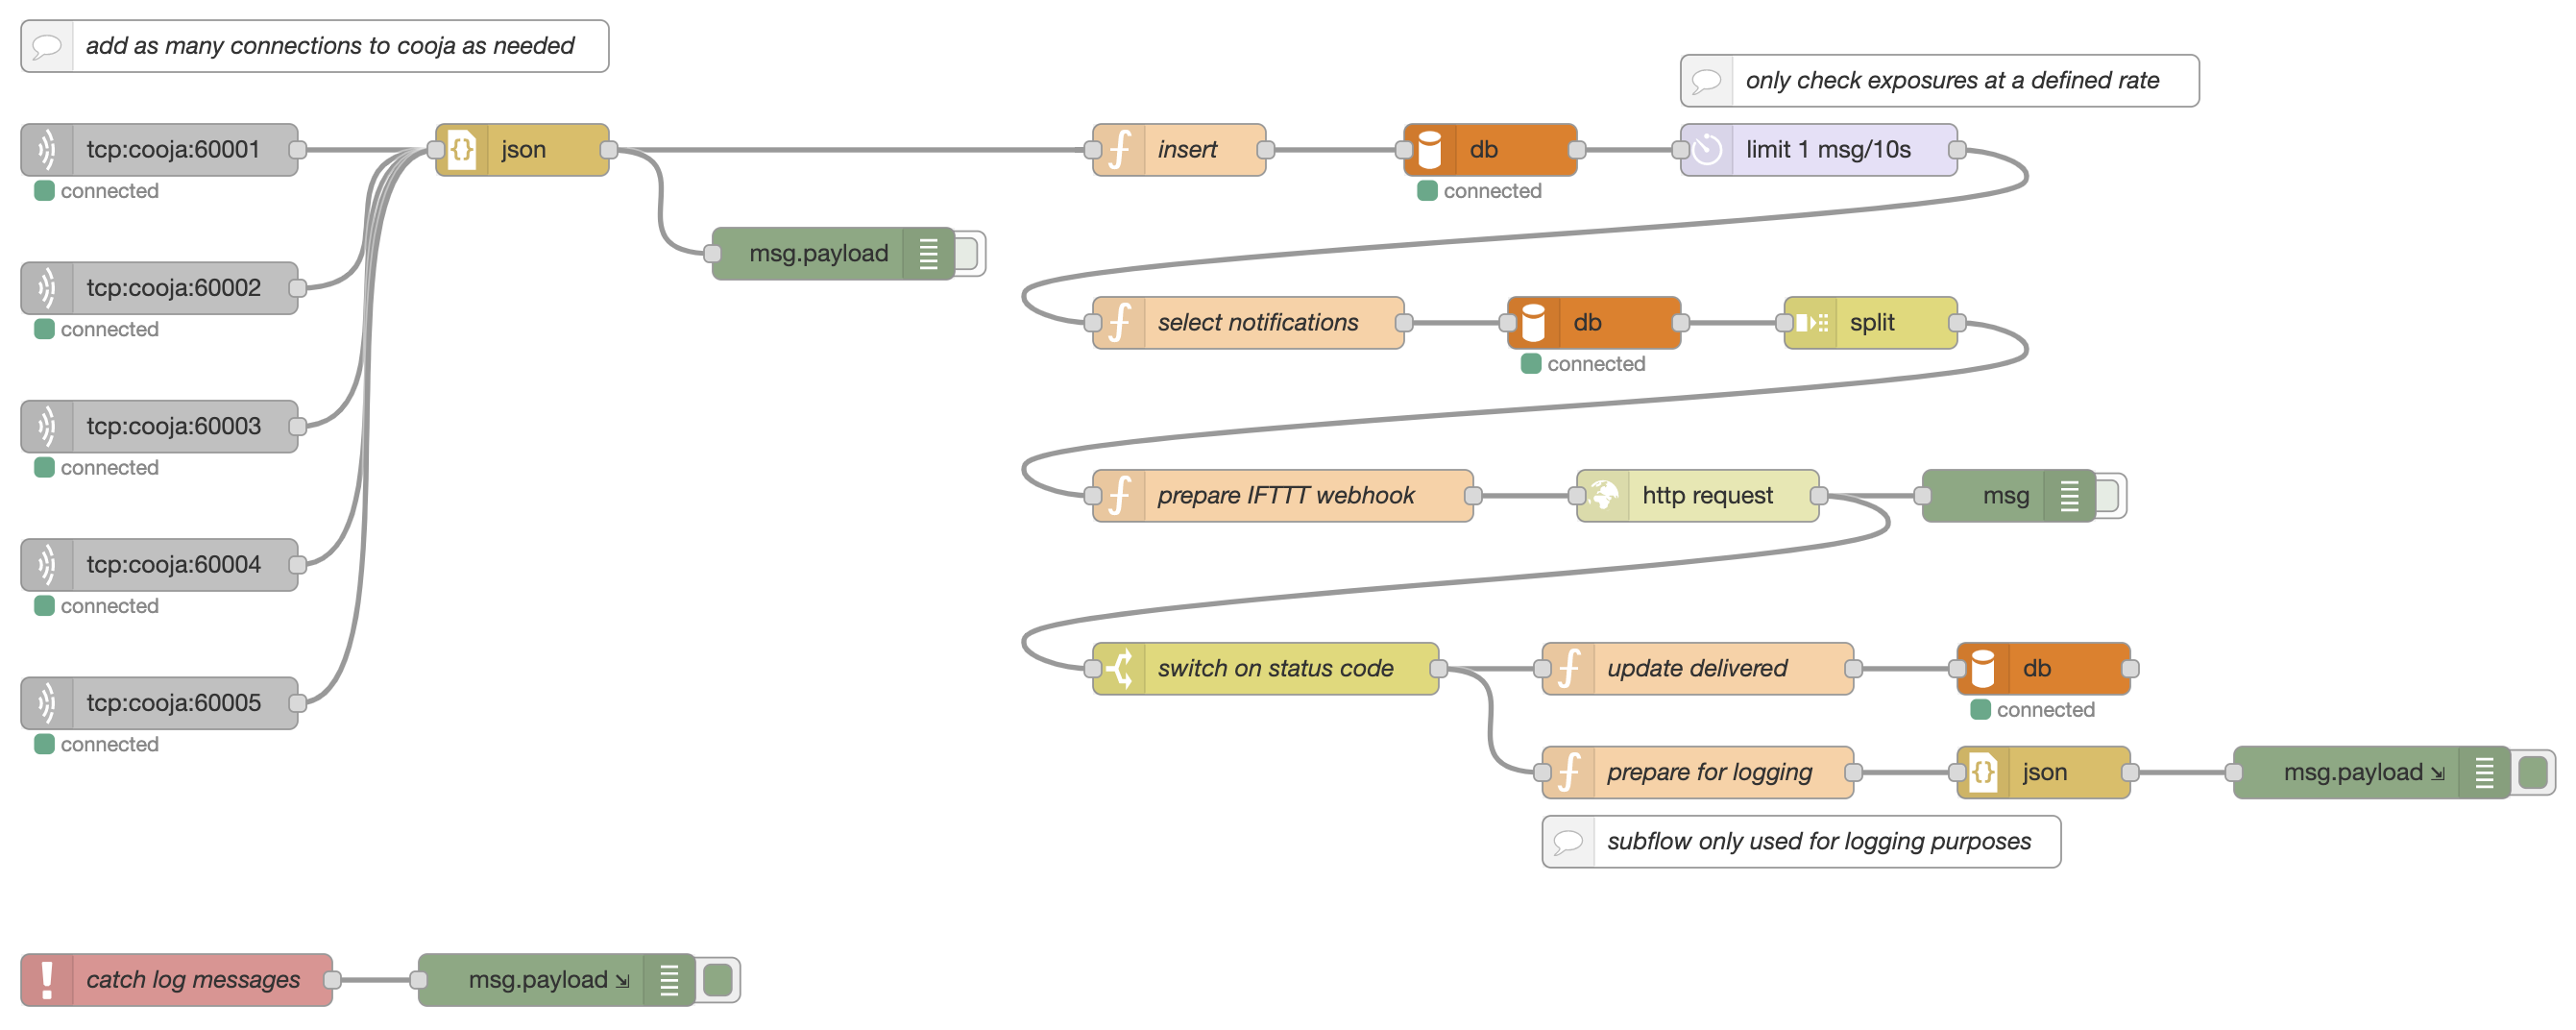 add as many connections to cooja as needed
only check exposures at a defined rate
tcp:cooja:60001
json
insert
db
limit 1 msg/10s
connected
connected
msg.payload
tcp:cooja:60002
connected
select notifications
db
split
connected
tcp:cooja:60003
connected
prepare IFTTT webhook
http request
msg
tcp:cooja:60004
connected
switch on status code
update delivered
db
connected
tcp:cooja:60005
connected
prepare for logging
json
msg.payload
subflow only used for logging purposes
catch log messages
msg.payload